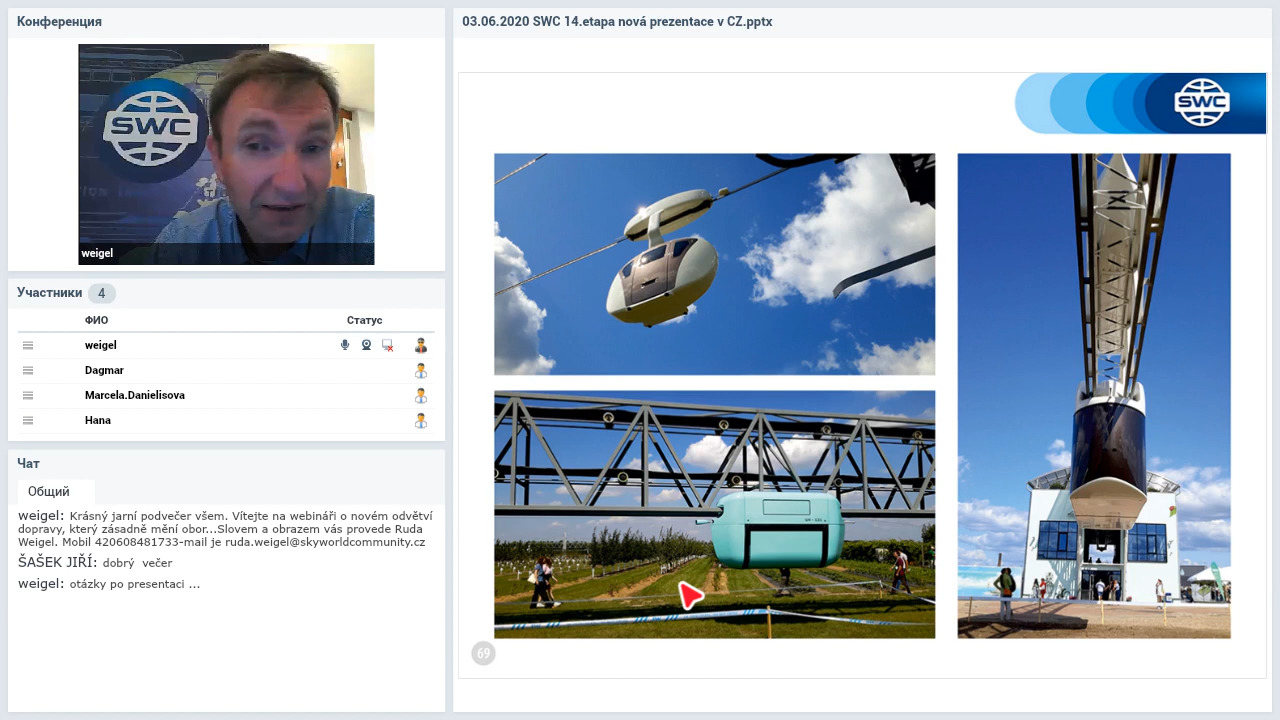 Конференция
SWC
weigel
Участники 4
ФИО Статус
weigel
Dagmar
Marcela.Danielisova
Hana
Чат
Общий
weigel: Krásný jarní podvečer všem. Vítejte na webináři o novém odvětví
dopravy, který zásadně mění obor...Slovem a obrazem vás provede Ruda
Weigel. Mobil 420608481733-mail je ruda.weigel@skyworldcommunity.cz
ŠAŠEK JIŘÍ: dobrý večer
weigel: otázky po presentaci ...
03.06.2020 SWC 14.etapa nová prezentace v CZ.pptx
SWC
69